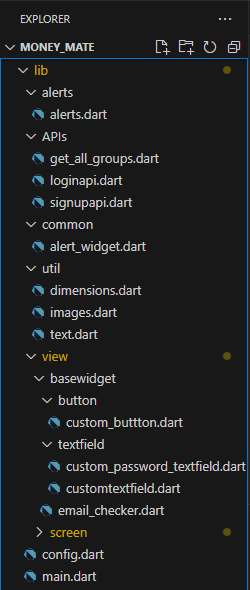 EXPLORER
MONEY_MATE
lib
alerts
alerts.dart
APIs
get_all_groups.dart
loginapi.dart
signupapi.dart
common
alert_widget.dart
util
dimensions.dart
images.dart
text.dart
view
basewidget
button
custom_buttton.dart
textfield
custom_password_textfield.dart
customtextfield.dart
email_checker.dart
screen
config.dart
main.dart